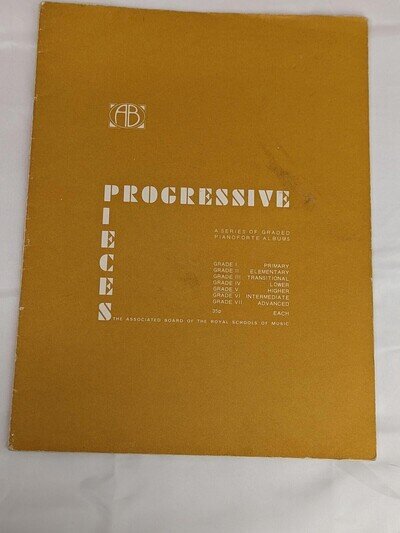 AB
PROGRESSIVE
PIECES
A SERIES OF GRADED
PIANOFORTE ALBUMS
GRADE I PRIMARY
GRADE II ELEMENTARY
GRADE III TRANSITIONAL
GRADE IV LOWER
GRADE V HIGHER
GRADE VI INTERMEDIATE
GRADE VII ADVANCED
35p EACH
THE ASSOCIATED BOARD OF THE ROYAL SCHOOLS OF MUSIC